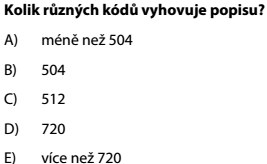 Kolik různých kódů vyhovuje popisu?
A) méně než 504
B) 504
C) 512
D) 720
E) více než 720